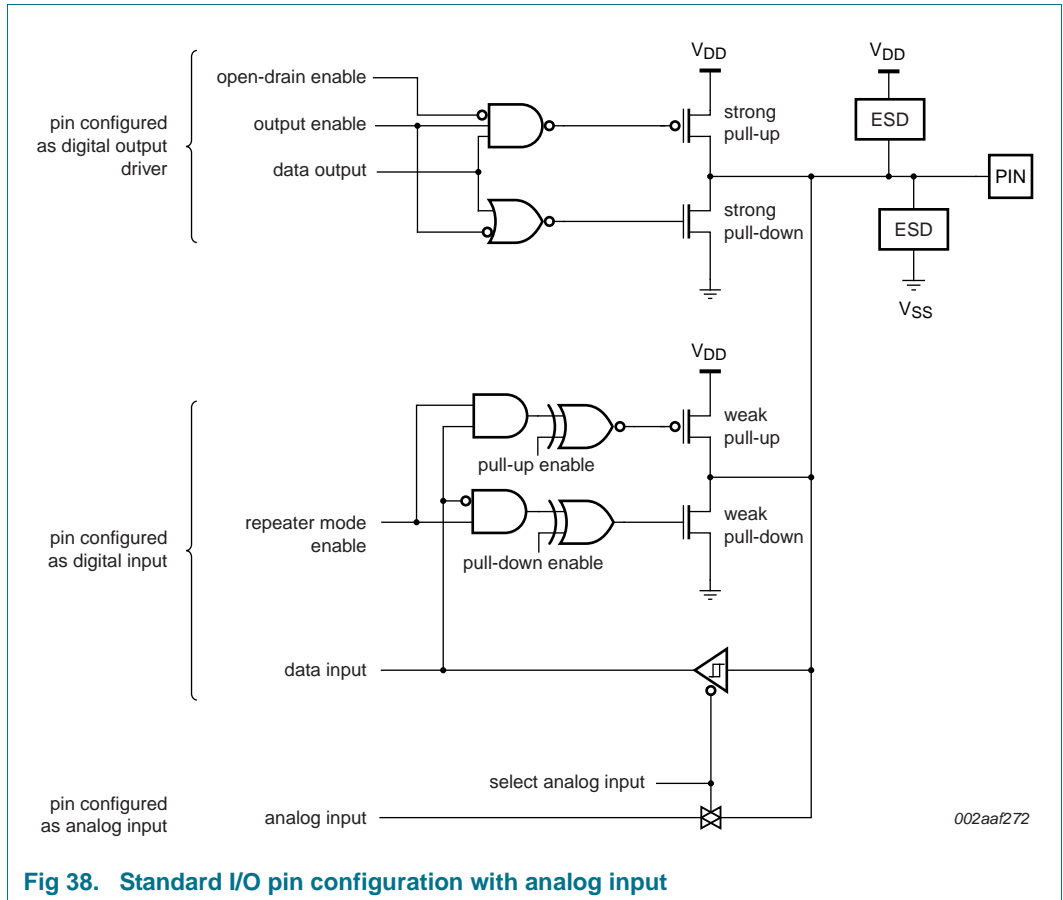 VDD
VDD
open-drain enable
strong
pull-up
ESD
pin configured
as digital output
driver
output enable
data output
PIN
strong
pull-down
ESD
VSS
VDD
weak
pull-up
pull-up enable
pin configured
as digital input
repeater mode
enable
weak
pull-down
pull-down enable
data input
select analog input
pin configured
as analog input
analog input
002aaf272
Fig 38. Standard I/O pin configuration with analog input